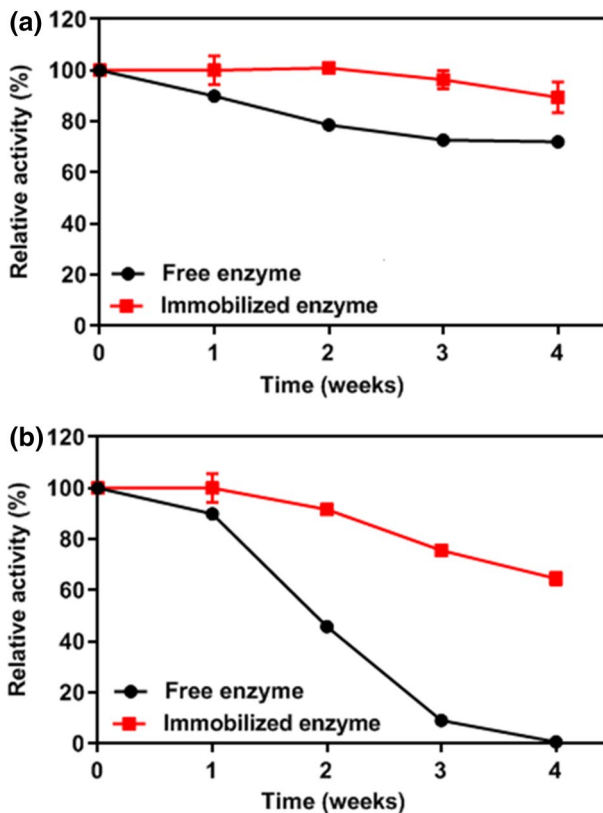 (a)
120
100
80
60
40
20
0
Relative activity (%)
Free enzyme
Immobilized enzyme
0 1 2 3 4
Time (weeks)
(b)
120
100
80
60
40
20
0
Relative activity (%)
Free enzyme
Immobilized enzyme
0 1 2 3 4
Time (weeks)